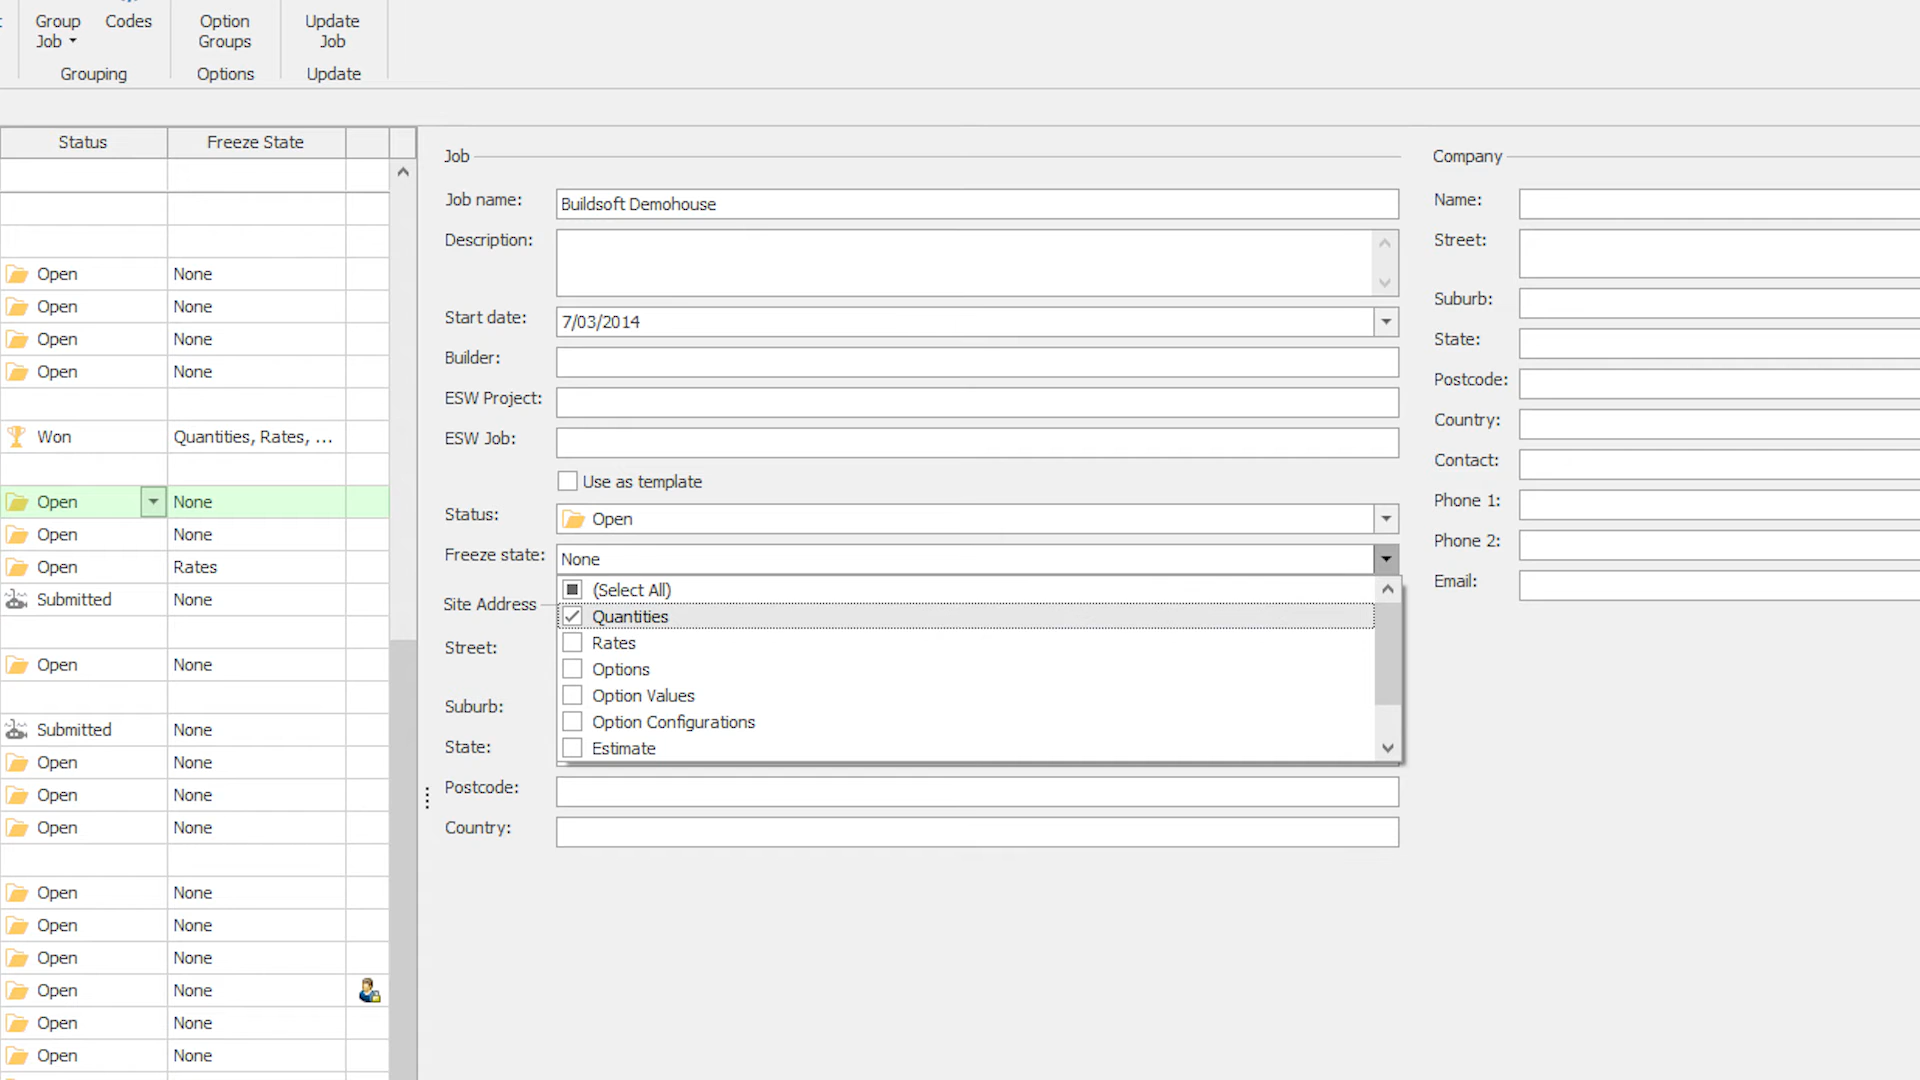 Group
Job
Codes
Option
Groups
Update
Job
Grouping
Options
Update
Status
Freeze State
Open
None
Open
None
Open
None
Open
None
Won
Quantities, Rates, ...
Open
None
Open
None
Open
Rates
Submitted
None
Open
None
Submitted
None
Open
None
Open
None
Open
None
Open
None
Open
None
Open
None
Open
None
Open
None
Open
None
Job
Job name:
Buildsoft Demohouse
Description:
Start date:
7/03/2014
Builder:
ESW Project:
ESW Job:
Use as template
Status:
Open
Freeze state:
None
(Select All)
Quantities
Rates
Options
Option Values
Option Configurations
Estimate
Site Address
Street:
Suburb:
State:
Postcode:
Country:
Company
Name:
Street:
Suburb:
State:
Postcode:
Country:
Contact:
Phone 1:
Phone 2:
Email: